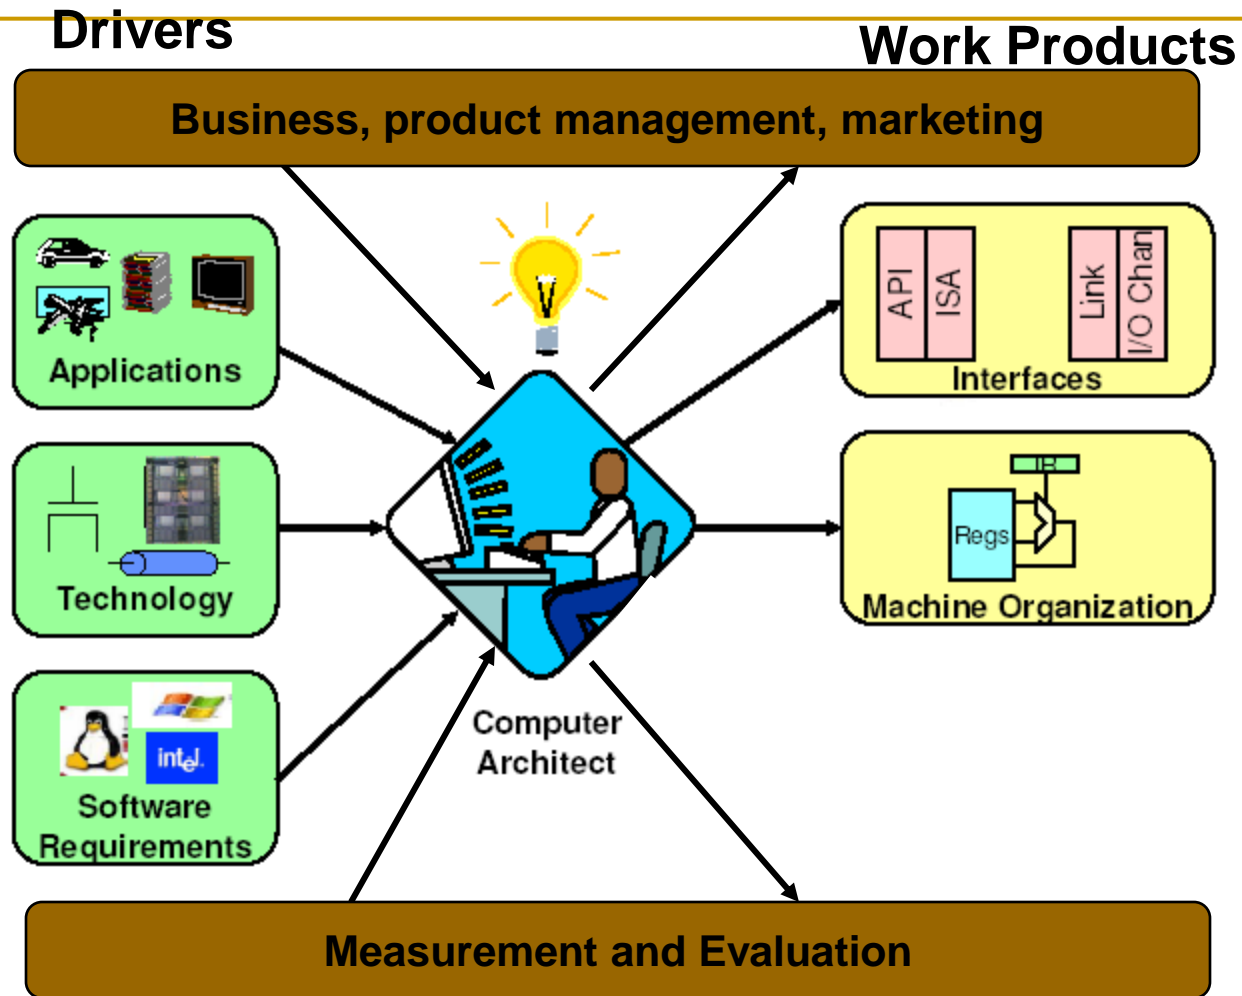 Drivers
Work Products
Business, product management, marketing
Applications
API
ISA
Link
I/O Chan
Interfaces
Technology
IR
Regs
Machine Organization
intel.
Software
Requirements
Computer
Architect
Measurement and Evaluation